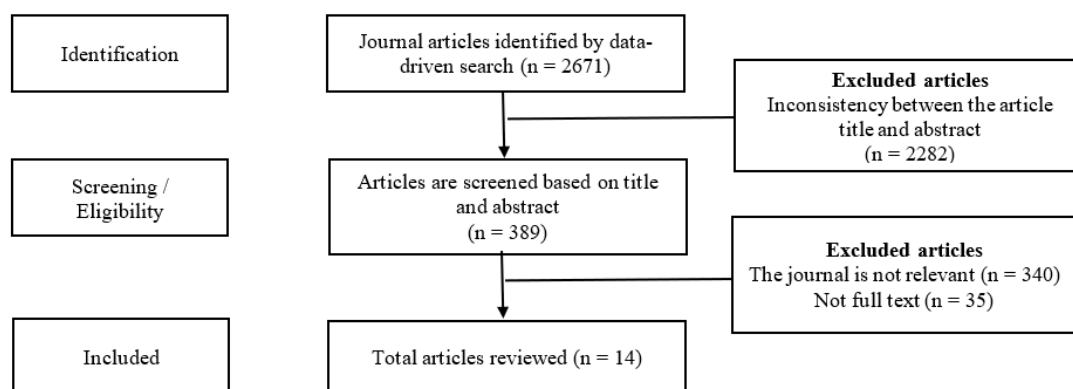 Identification
Journal articles identified by data-
driven search (n = 2671)
Excluded articles
Inconsistency between the article
title and abstract
(n = 2282)
Screening /
Eligibility
Articles are screened based on title
and abstract
(n = 389)
Excluded articles
The journal is not relevant (n = 340)
Not full text (n = 35)
Included
Total articles reviewed (n = 14)